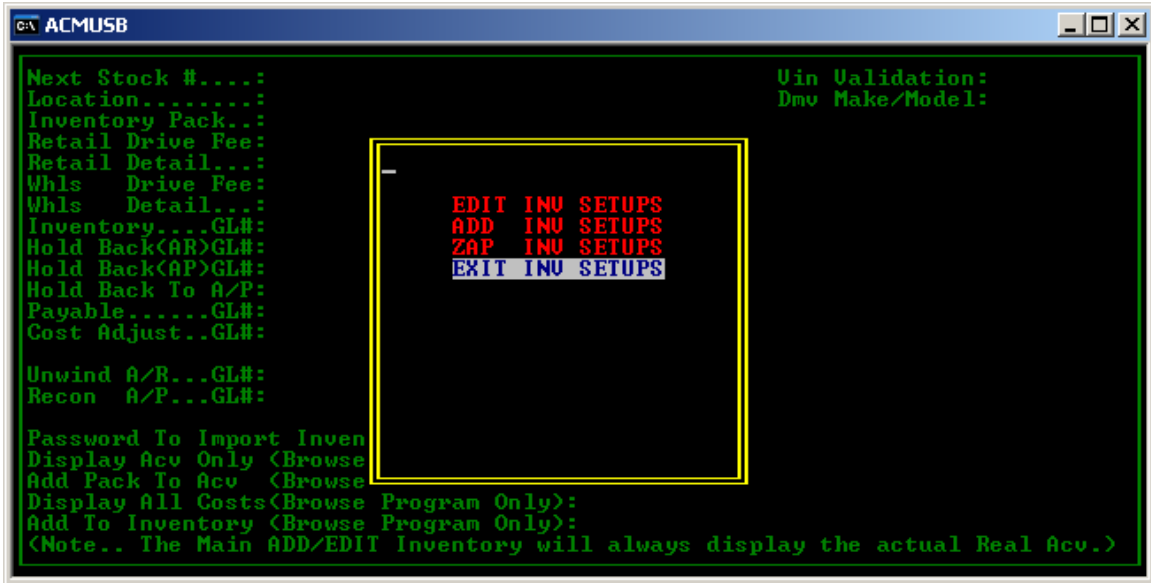 ACMUSB
Next Stock #....: Vin Validation:
Location........: Dmv Make/Model:
Inventory Pack..:
Retail Drive Fee:
Retail Detail...:
Whls   Drive Fee:
Whls   Detail...:
EDIT INV SETUPS
Inventory....GL#:
ADD  INV SETUPS
Hold Back(AR)GL#:
ZAP  INV SETUPS
Hold Back(AP)GL#:
EXIT INV SETUPS
Hold Back To A/P:
Payable......GL#:
Cost Adjust..GL#:
Unwind A/R...GL#:
Recon  A/P...GL#:
Password To Import Inven
Display Acv Only (Browse
Add Pack To Acv  (Browse
Display All Costs(Browse Program Only):
Add To Inventory (Browse Program Only):
(Note.. The Main ADD/EDIT Inventory will always display the actual Real Acv.)